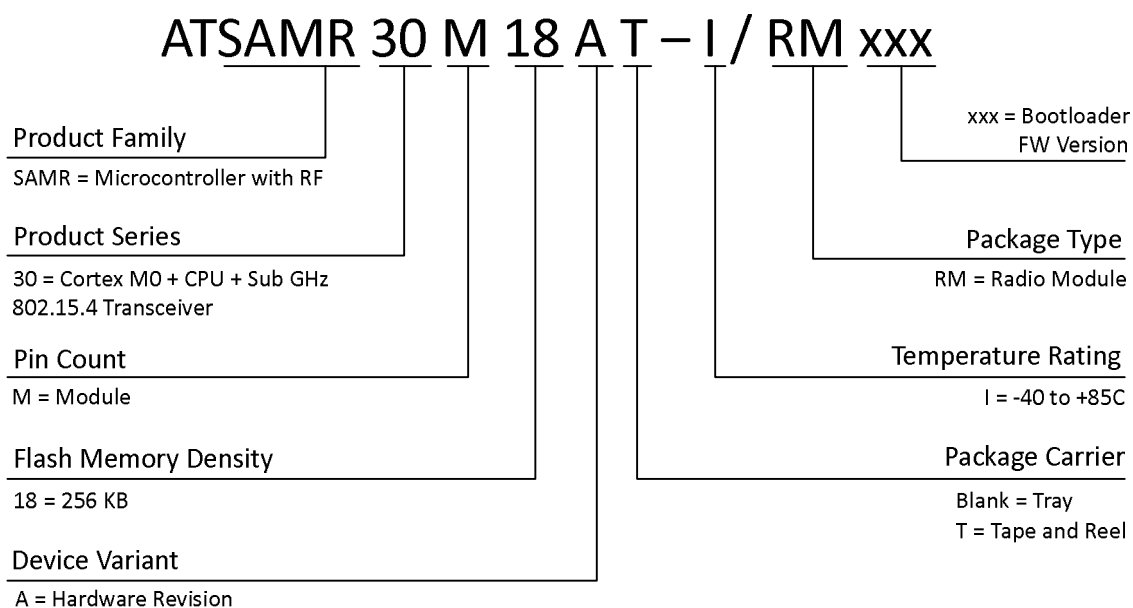 ATSAMR 30 M 18 A T – I / RM xxx
Product Family
SAMR = Microcontroller with RF
Product Series
30 = Cortex M0 + CPU + Sub GHz
802.15.4 Transceiver
Pin Count
M = Module
Flash Memory Density
18 = 256 KB
Device Variant
A = Hardware Revision
xxx = Bootloader
FW Version
Package Type
RM = Radio Module
Temperature Rating
I = -40 to +85C
Package Carrier
Blank = Tray
T = Tape and Reel